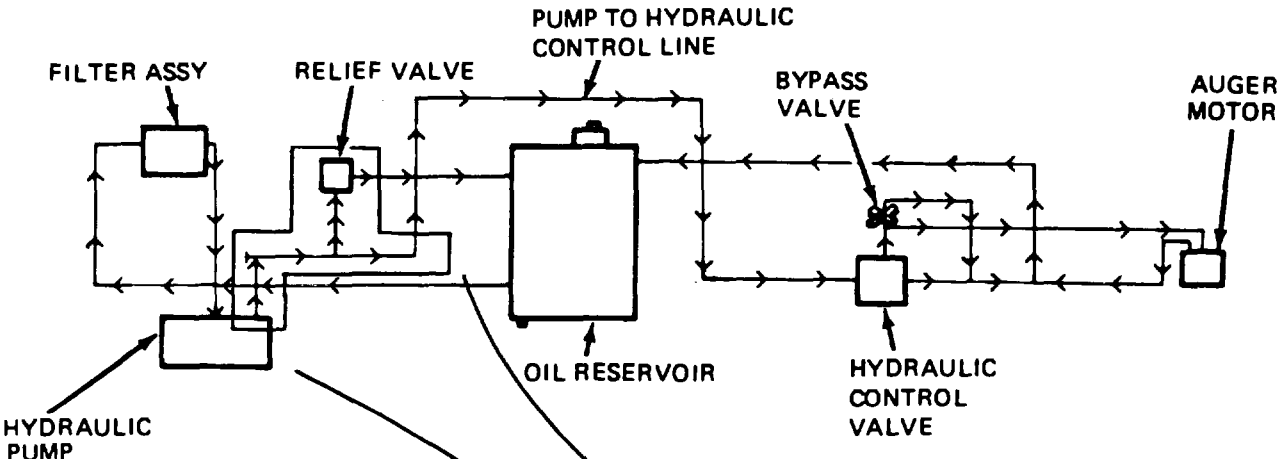 PUMP TO HYDRAULIC
CONTROL LINE
FILTER ASSY
RELIEF VALVE
BYPASS
VALVE
AUGER
MOTOR
OIL RESERVOIR
HYDRAULIC
CONTROL
VALVE
HYDRAULIC
PUMP